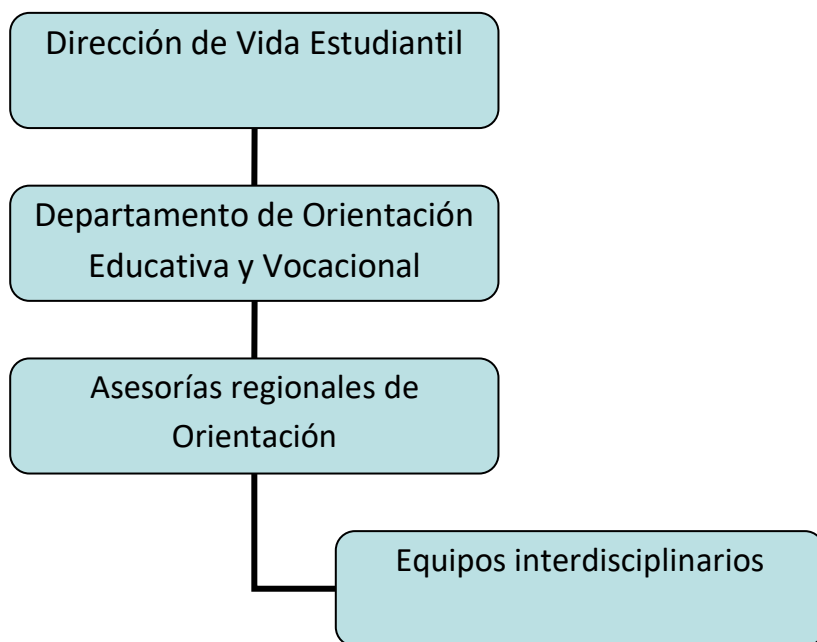 Dirección de Vida Estudiantil
Departamento de Orientación
Educativa y Vocacional
Asesorías regionales de
Orientación
Equipos interdisciplinarios